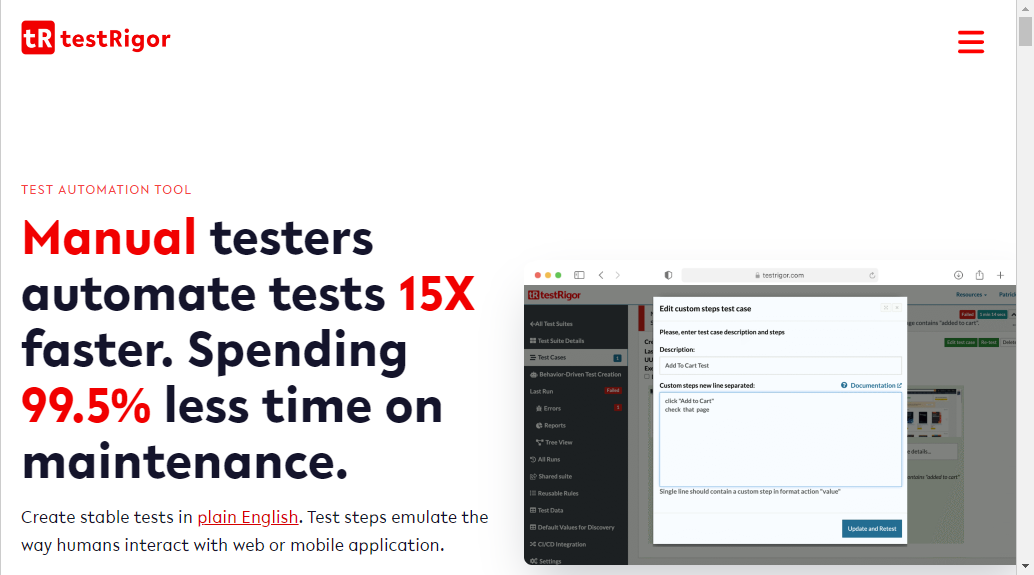 tR testRigor
TEST AUTOMATION TOOL
Manual testers
automate tests 15X
faster. Spending
99.5% less time on
maintenance.
Create stable tests in plain English. Test steps emulate the
way humans interact with web or mobile application.
testrigor.com
tR testRigor
Resources
Patrick
All Test Suites
Test Suite Details
Test Cases 1
Behavior-Driven Test Creation
Last Run Failed
Errors 1
Reports
Tree View
All Runs
Shared suite
Reusable Rules
Test Data
Default Values for Discovery
CI/CD Integration
Settings
Edit custom steps test case
Please, enter test case description and steps
Description:
Add To Cart Test
Custom steps new line separated:
Documentation
click "Add to Cart"
check that page
Single line should contain a custom step in format action "value"
Update and Retest
Failed
page contains "added to cart".
Edit test case Re-test Delete
details...
contains "added to cart"